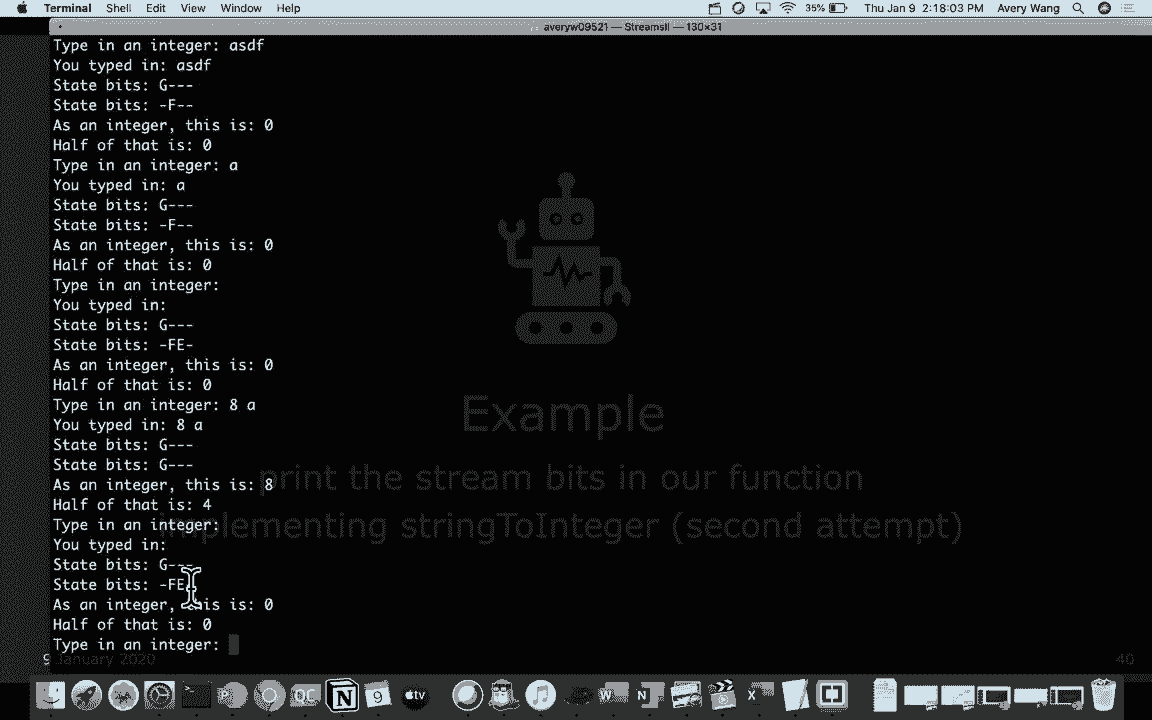 Terminal Shell Edit View Window Help 35% Thu Jan 9 2:18:03 PM Avery Wang
averyw09521 — StreamsII — 130×31
Type in an integer: asdf
You typed in: asdf
State bits: G---
State bits: -F--
As an integer, this is: 0
Half of that is: 0
Type in an integer: a
You typed in: a
State bits: G---
State bits: -F--
As an integer, this is: 0
Half of that is: 0
Type in an integer:
You typed in:
State bits: G---
State bits: -FE-
As an integer, this is: 0
Half of that is: 0
Type in an integer: 8 a
You typed in: 8 a
State bits: G---
State bits: G---
As an integer, this is: 8
Half of that is: 4
Type in an integer:
You typed in:
State bits: G---
State bits: -FE-
As an integer, this is: 0
Half of that is: 0
Type in an integer:
Example
print the stream bits in our function
implementing stringToInteger (second attempt)
9 January 2020
40
P QC N 9 tv W N X